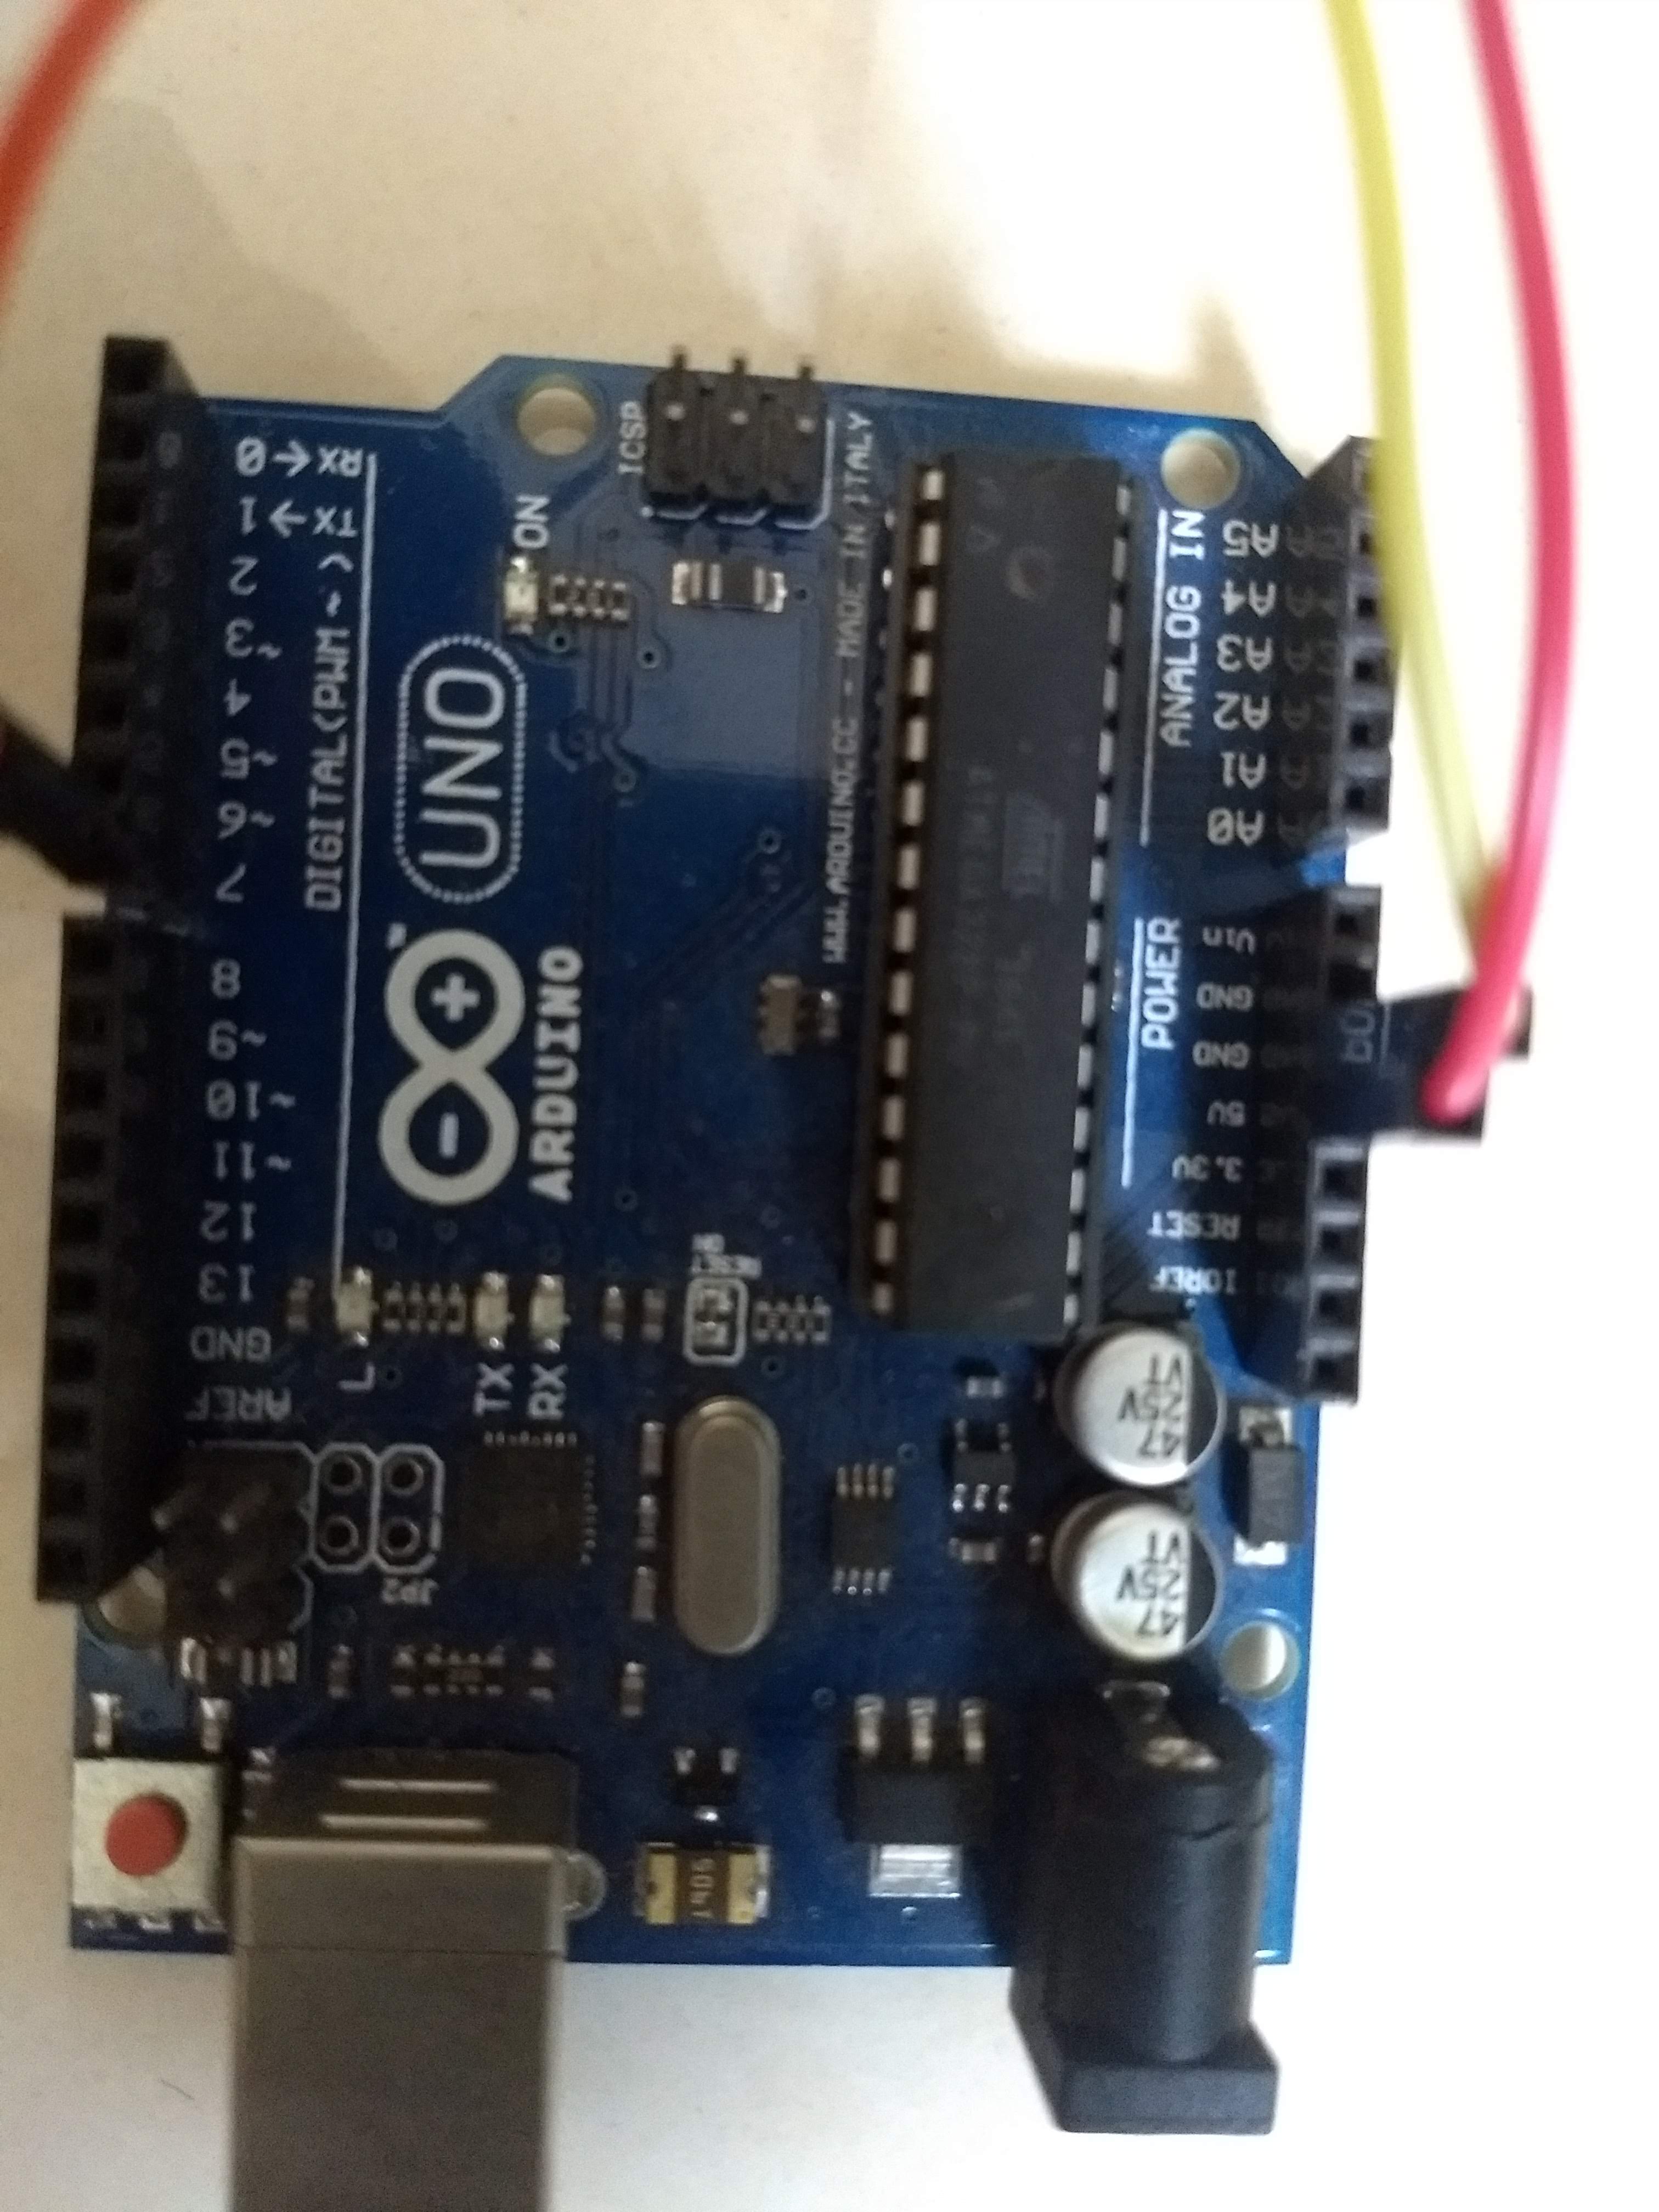 RX←0
TX→1
2
~3
4
~5
~6
7
8
~9
~10
~11
12
13
GND
AREF
DIGITAL(PWM~)
UNO
ARDUINO
TM
ON
ICSP
WWW.ARDUINO.CC - MADE IN ITALY
ANALOG IN
A5
A4
A3
A2
A1
A0
POWER
Vin
GND
GND
5V
3.3V
RESET
IOREF
L
TX
RX
RESET
JP2
47
25V
VT
47
25V
VT